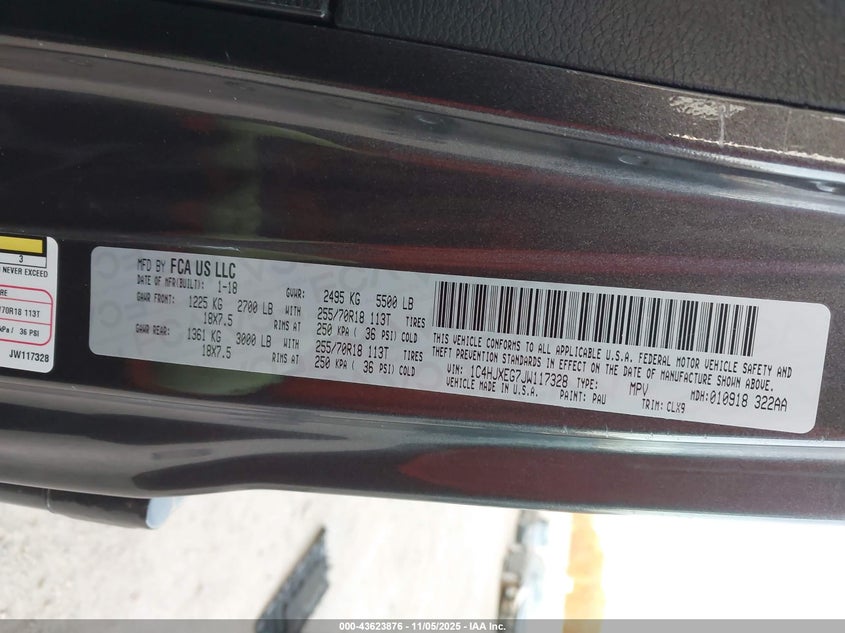 3
D NEVER EXCEED
RE
/70R18 113T
kPa/ 36 PSI
JW117328
MFD BY FCA US LLC
DATE OF MFR(BUILT): 1-18 GVWR: 2495 KG 5500 LB
GAWR FRONT: 1225 KG 2700 LB WITH 255/70R18 113T TIRES
18X7.5 RIMS AT 250 KPA( 36 PSI) COLD
GAWR REAR: 1361 KG 3000 LB WITH 255/70R18 113T TIRES
18X7.5 RIMS AT 250 KPA( 36 PSI) COLD
THIS VEHICLE CONFORMS TO ALL APPLICABLE U.S.A. FEDERAL MOTOR VEHICLE SAFETY AND
THEFT PREVENTION STANDARDS IN EFFECT ON THE DATE OF MANUFACTURE SHOWN ABOVE.
VIN: 1C4HJXEG7JW117328 TYPE: MPV MDH:010918 322AA
VEHICLE MADE IN U.S.A. PAINT: PAU TRIM: CLX9
000-43623876 - 11/05/2025 - IAA Inc.